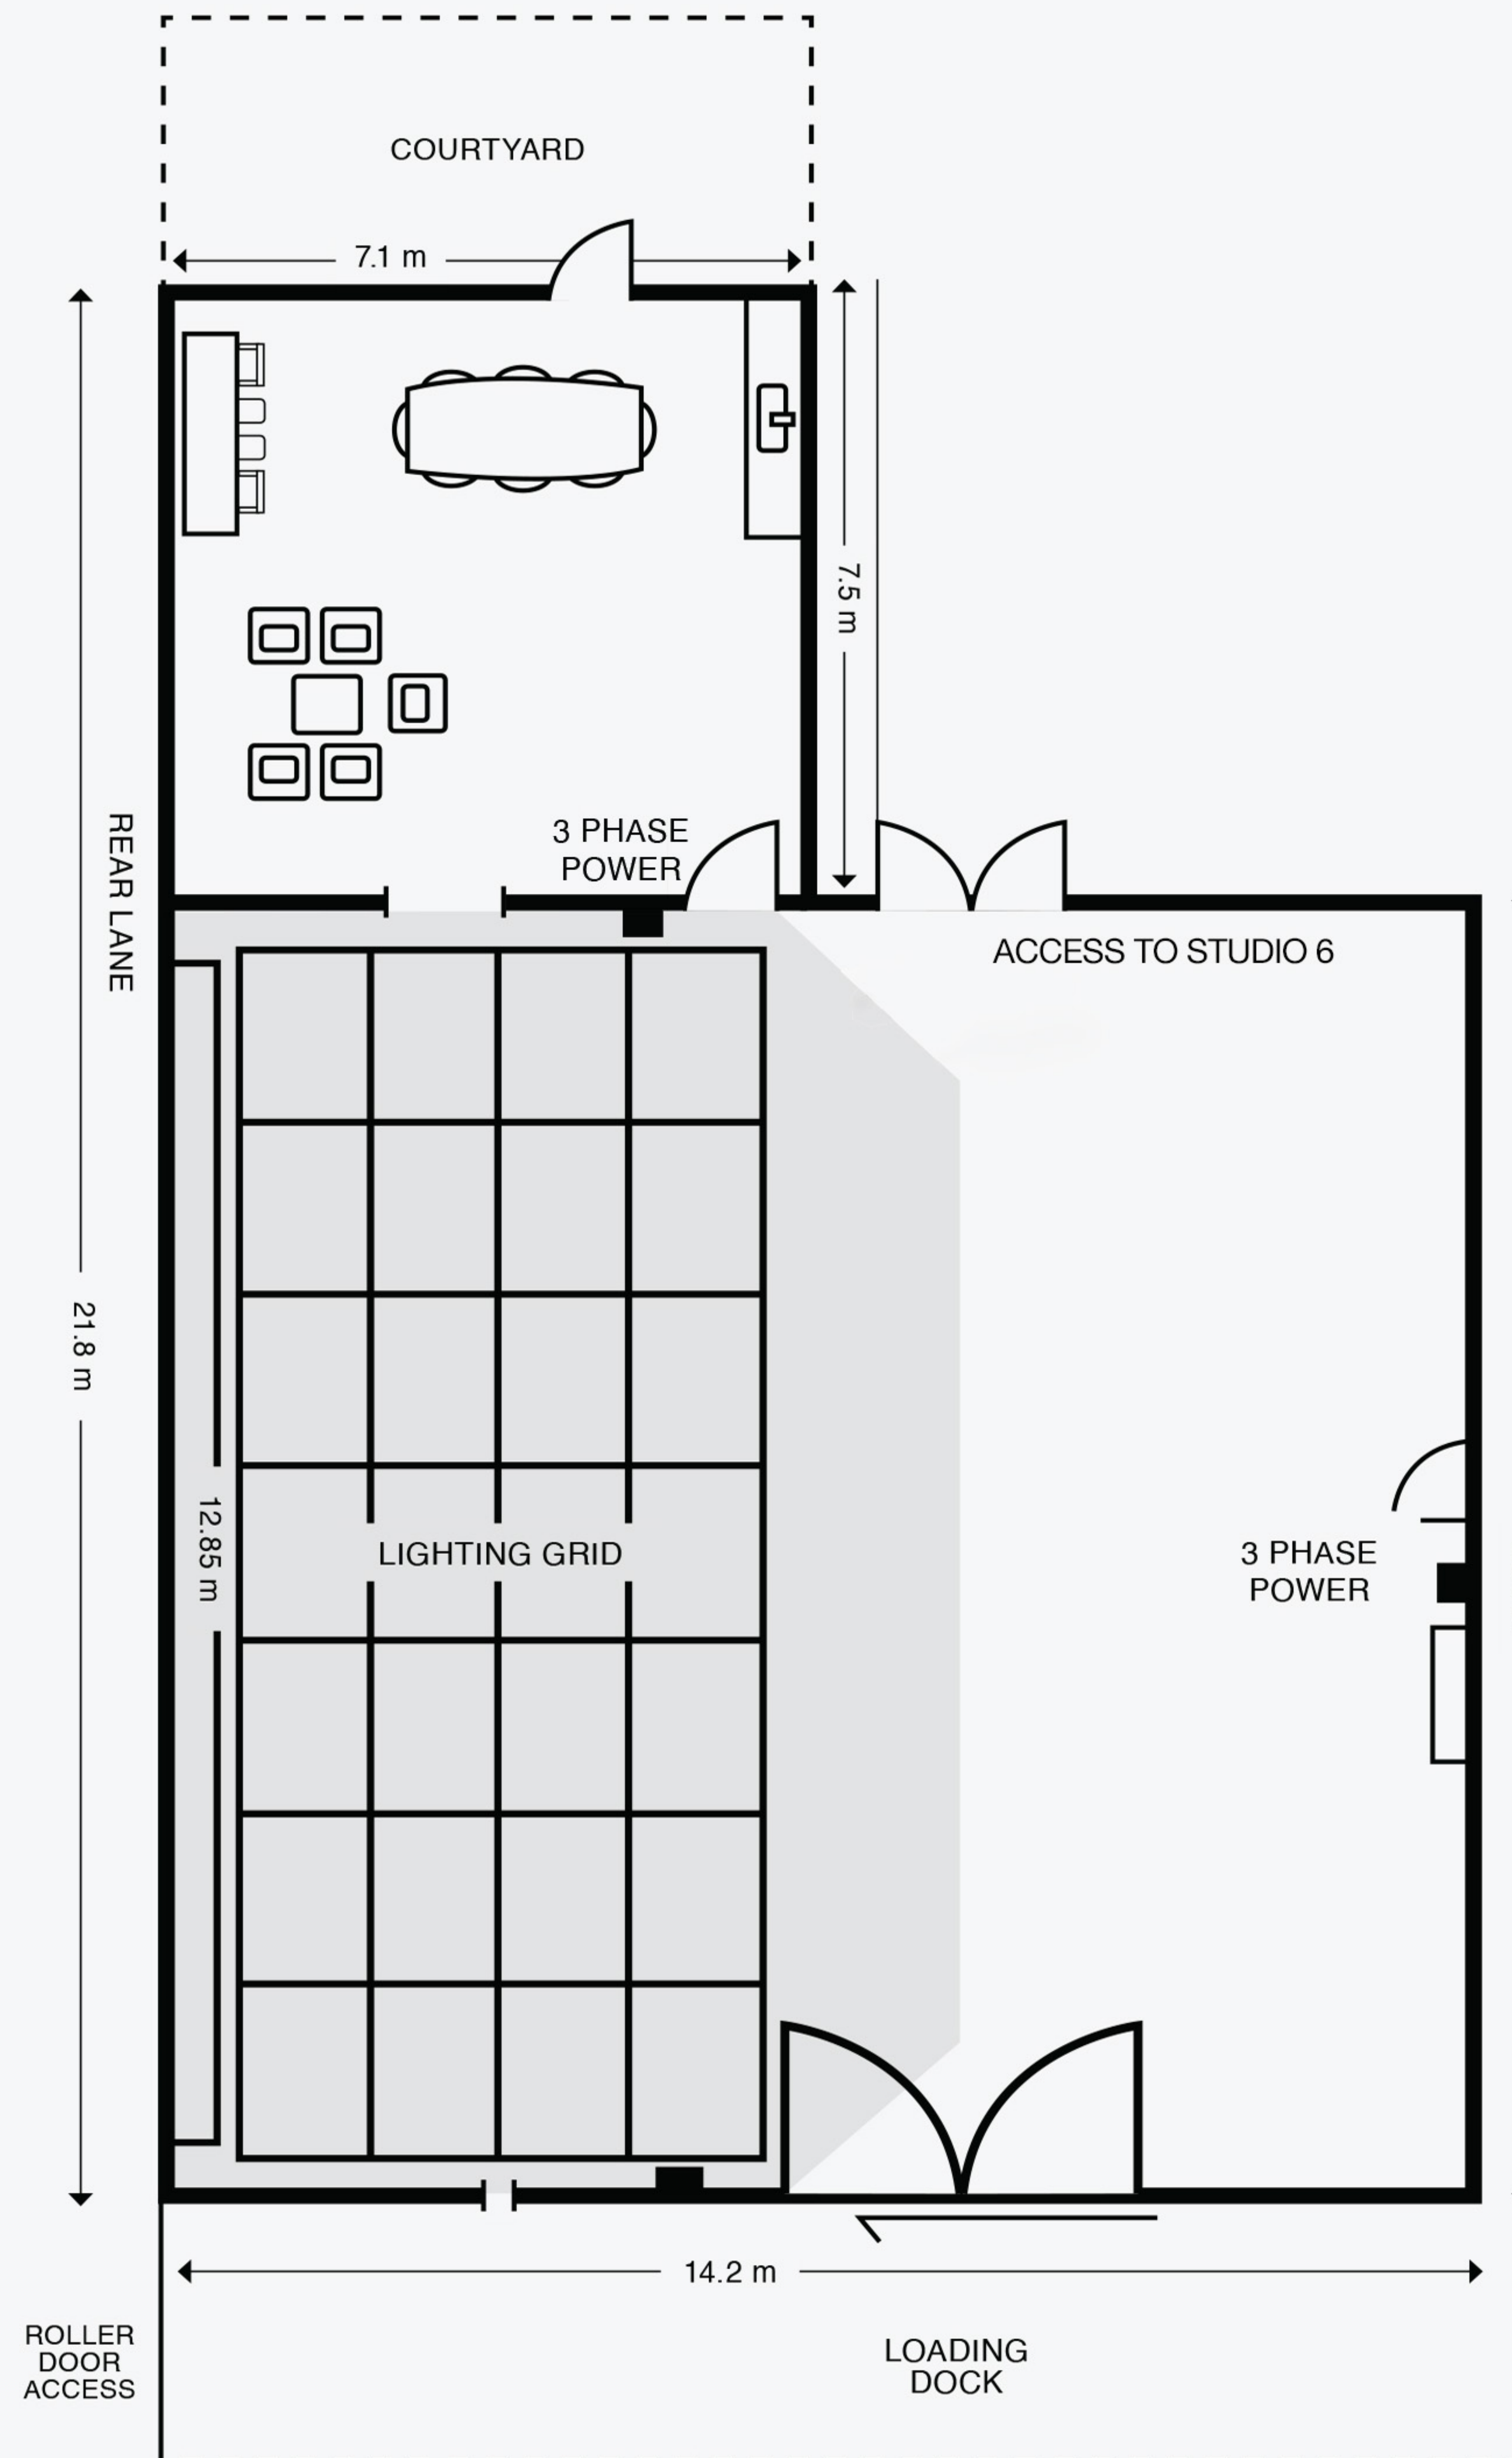 COURTYARD
7.1 m
7.5 m
3 PHASE
POWER
REAR LANE
ACCESS TO STUDIO 6
21.8 m
12.85 m
LIGHTING GRID
3 PHASE
POWER
14.2 m
ROLLER
DOOR
ACCESS
LOADING
DOCK